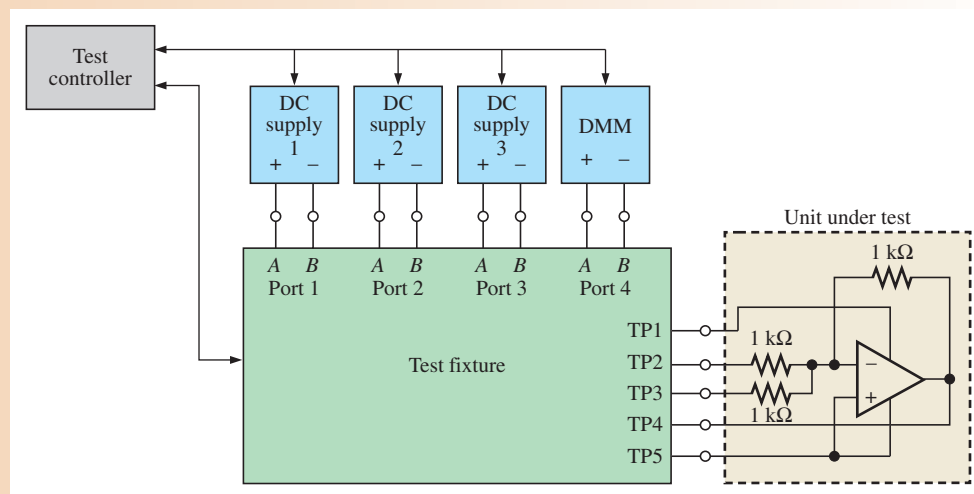 Test
controller
DC
supply
1
+ −
DC
supply
2
+ −
DC
supply
3
+ −
DMM
+ −
A B
Port 1
A B
Port 2
A B
Port 3
A B
Port 4
Test fixture
TP1
TP2
TP3
TP4
TP5
Unit under test
1 kΩ
1 kΩ
1 kΩ
−
+